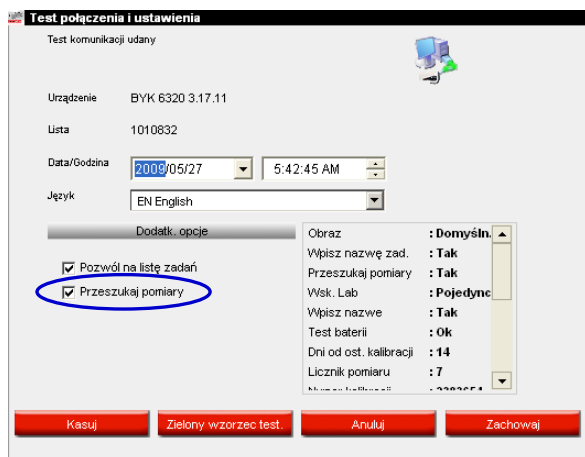 Test połączenia i ustawienia
Test komunikacji udany
Urządzenie BYK 6320 3.17.11
Lista 1010832
Data/Godzina 2009/05/27 5:42:45 AM
Język EN English
Dodatk. opcje
Pozwól na listę zadań
Przeszukaj pomiary
Obraz : Domyśln.
Wpisz nazwę zad. : Tak
Przeszukaj pomiary : Tak
Wsk. Lab : Pojedync
Wpisz nazwe : Tak
Test baterii : Ok
Dni od ost. kalibracji : 14
Licznik pomiaru : 7
Kasuj Zielony wzorzec test. Anuluj Zachowaj